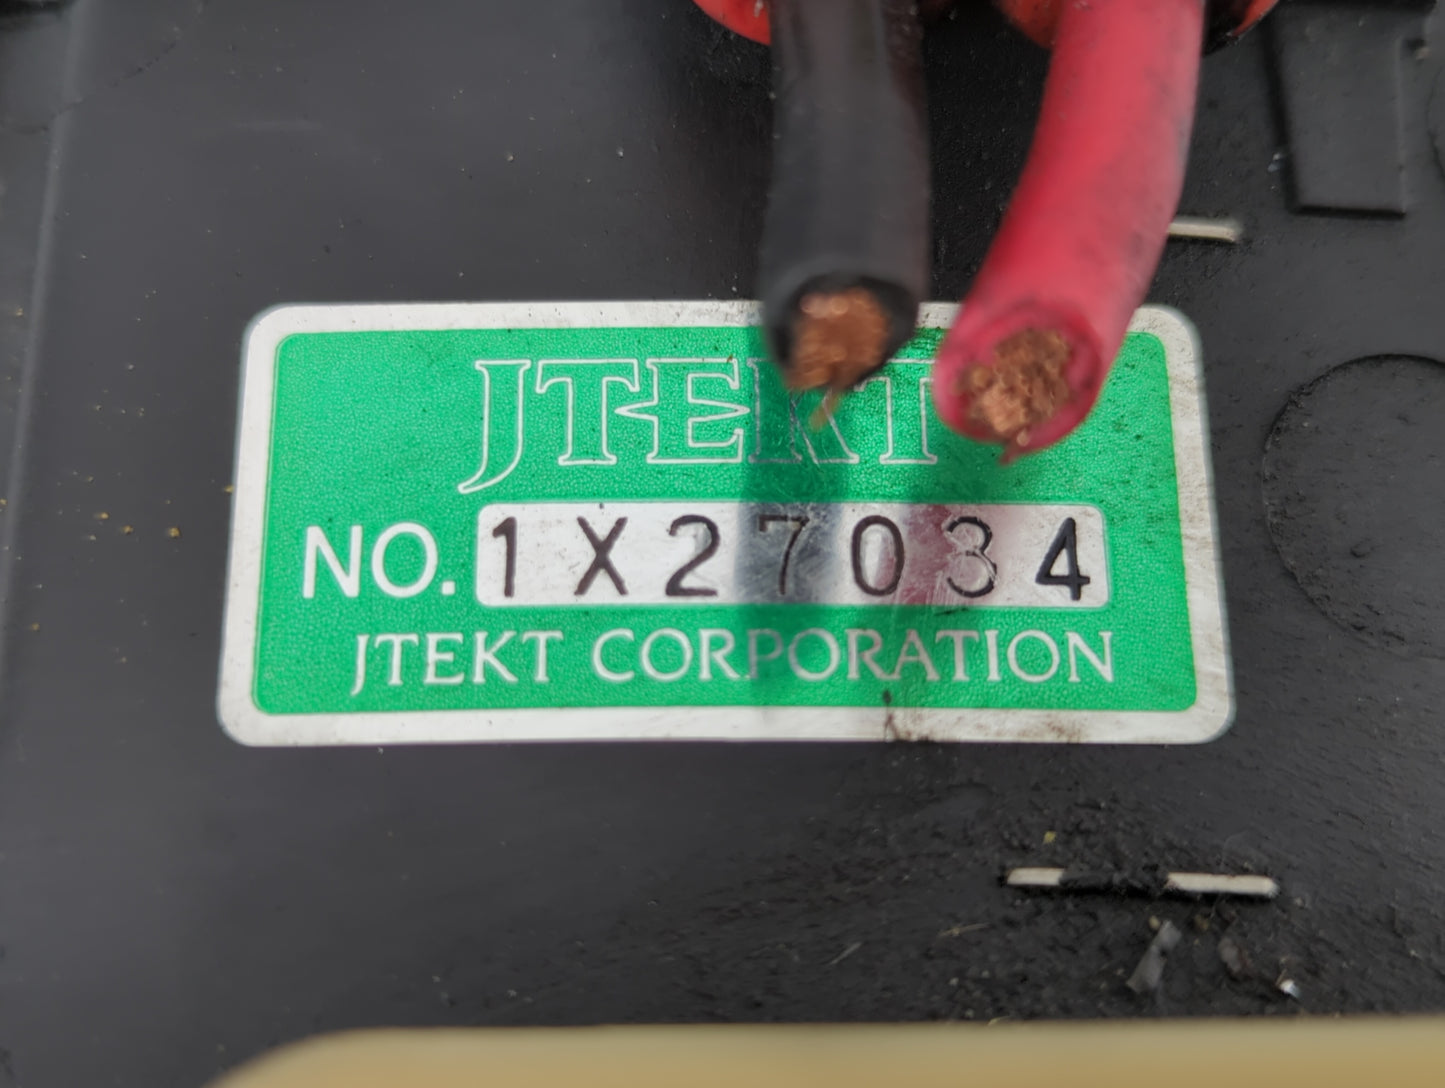 JTEKT
NO. 1X27034
JTEKT CORPORATION